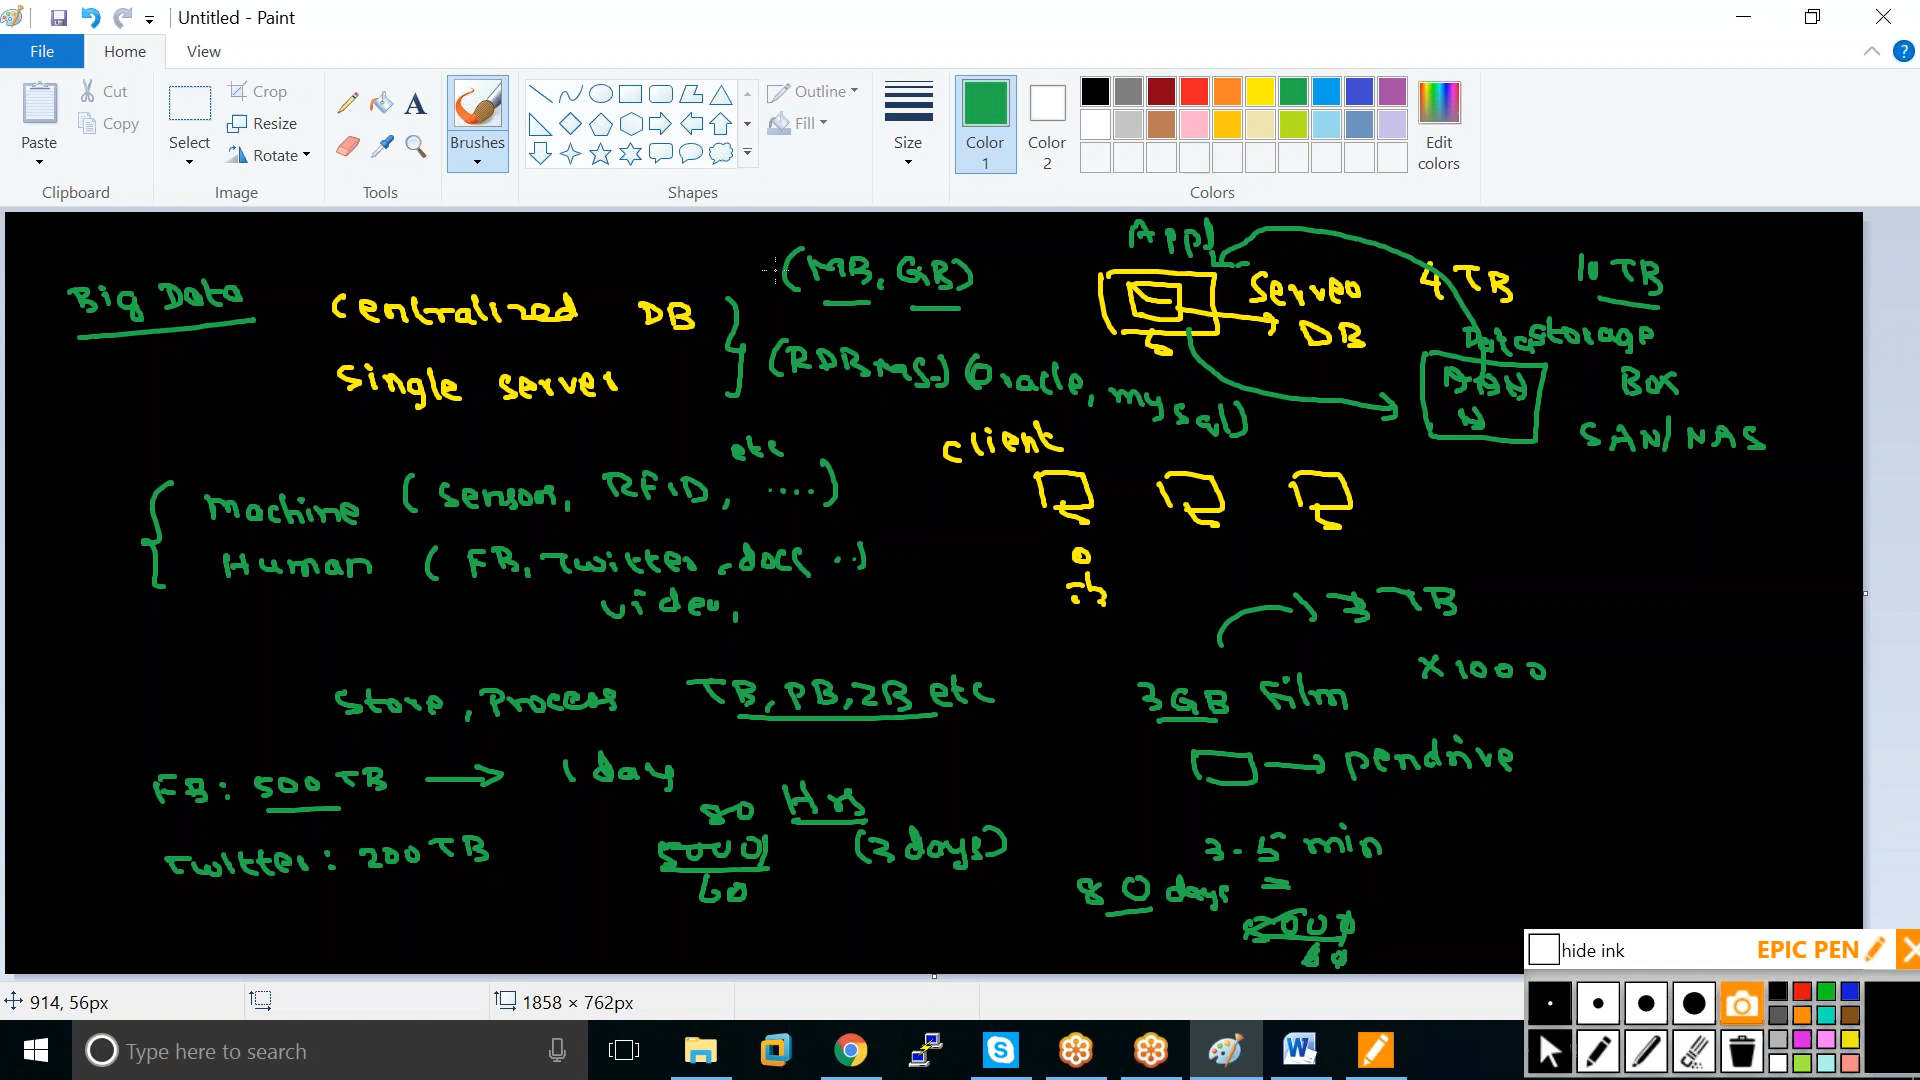 Untitled - Paint
File Home View
Paste
Cut
Copy
Clipboard
Select
Crop
Resize
Rotate
Image
Tools
Brushes
Shapes
Outline
Fill
Size
Color 1
Color 2
Edit colors
Colors
Big Data
Centralized DB
Single server
(MB, GB)
(RDBMS) (Oracle, mysql)
etc
Appl
Server
DB
4 TB
10 TB
Data
Storage
Box
SAN/NAS
client
Machine (Sensor, RFID, ....)
Human (FB, Twitter, docs ..)
video,
Store, Process TB, PB, ZB etc
FB: 500 TB → 1 day
Twitter: 200 TB
80 Hrs
5000
60
(3 days)
3 TB
x 1000
3GB Film
→ pendrive
3-5 min
80 days =
5000
60
914, 56px
1858 × 762px
hide ink
EPIC PEN
Type here to search